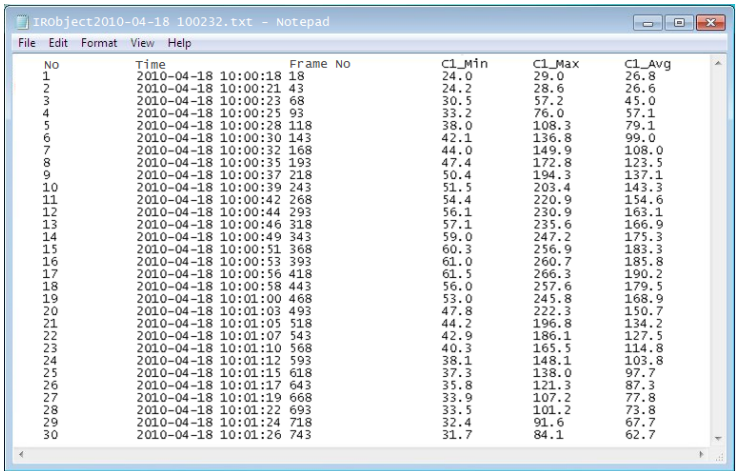 IRObject2010-04-18 100232.txt - Notepad
File Edit Format View Help
No Time Frame No C1_Min C1_Max C1_Avg
1 2010-04-18 10:00:18 18 24.0 29.0 26.8
2 2010-04-18 10:00:21 43 24.2 28.6 26.6
3 2010-04-18 10:00:23 68 30.5 57.2 45.0
4 2010-04-18 10:00:25 93 33.2 76.0 57.1
5 2010-04-18 10:00:28 118 38.0 108.3 79.1
6 2010-04-18 10:00:30 143 42.1 136.8 99.0
7 2010-04-18 10:00:32 168 44.0 149.9 108.0
8 2010-04-18 10:00:35 193 47.4 172.8 123.5
9 2010-04-18 10:00:37 218 50.4 194.3 137.1
10 2010-04-18 10:00:39 243 51.5 203.4 143.3
11 2010-04-18 10:00:42 268 54.4 220.9 154.6
12 2010-04-18 10:00:44 293 56.1 230.9 163.1
13 2010-04-18 10:00:46 318 57.1 235.6 166.9
14 2010-04-18 10:00:49 343 59.0 247.2 175.3
15 2010-04-18 10:00:51 368 60.3 256.9 183.3
16 2010-04-18 10:00:53 393 61.0 260.7 185.8
17 2010-04-18 10:00:56 418 61.5 266.3 190.2
18 2010-04-18 10:00:58 443 56.0 257.6 179.5
19 2010-04-18 10:01:00 468 53.0 245.8 168.9
20 2010-04-18 10:01:03 493 47.8 222.3 150.7
21 2010-04-18 10:01:05 518 44.2 196.8 134.2
22 2010-04-18 10:01:07 543 42.9 186.1 127.5
23 2010-04-18 10:01:10 568 40.3 165.5 114.8
24 2010-04-18 10:01:12 593 38.1 148.1 103.8
25 2010-04-18 10:01:15 618 37.3 138.0 97.7
26 2010-04-18 10:01:17 643 35.8 121.3 87.3
27 2010-04-18 10:01:19 668 33.9 107.2 77.8
28 2010-04-18 10:01:22 693 33.5 101.2 73.8
29 2010-04-18 10:01:24 718 32.4 91.6 67.7
30 2010-04-18 10:01:26 743 31.7 84.1 62.7